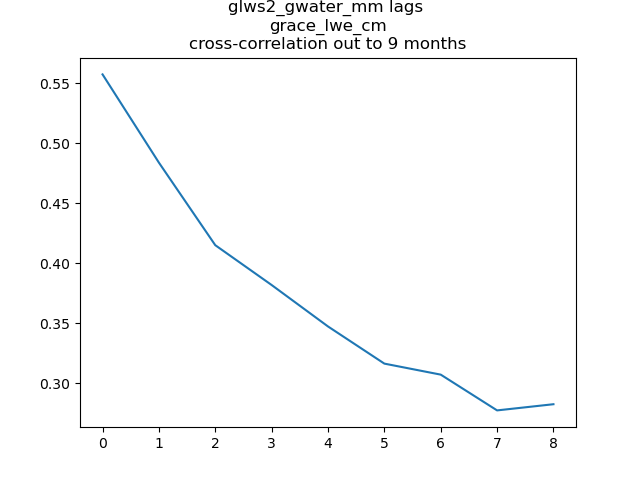 glws2_gwater_mm lags
grace_lwe_cm
cross-correlation out to 9 months
0.55
0.50
0.45
0.40
0.35
0.30
0 1 2 3 4 5 6 7 8